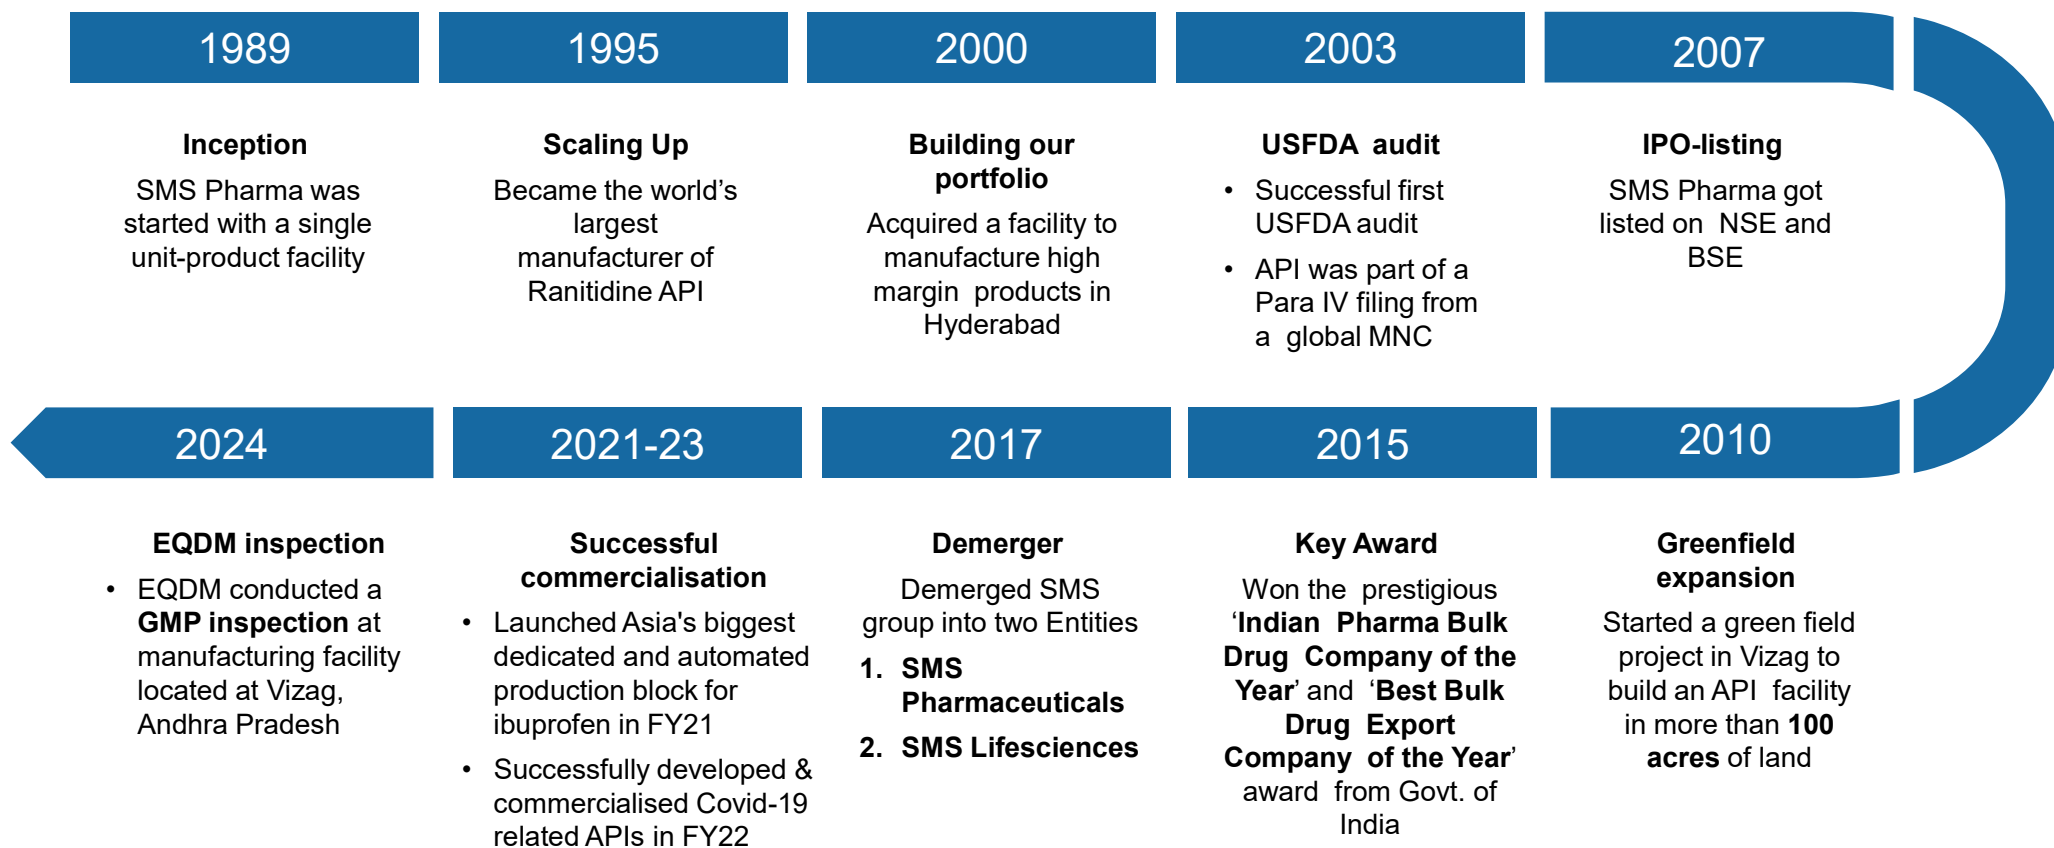 1989
1995
2000
2003
2007
Inception
SMS Pharma was
started with a single
unit-product facility
Scaling Up
Became the world’s
largest
manufacturer of
Ranitidine API
Building our
portfolio
Acquired a facility to
manufacture high
margin products in
Hyderabad
USFDA audit
• Successful first
USFDA audit
• API was part of a
Para IV filing from
a global MNC
IPO-listing
SMS Pharma got
listed on NSE and
BSE
2010
2015
2017
2021-23
2024
Greenfield
expansion
Started a green field
project in Vizag to
build an API facility
in more than 100
acres of land
Key Award
Won the prestigious
‘Indian Pharma Bulk
Drug Company of the
Year’ and ‘Best Bulk
Drug Export
Company of the Year’
award from Govt. of
India
Demerger
Demerged SMS
group into two Entities
1. SMS
Pharmaceuticals
2. SMS Lifesciences
Successful
commercialisation
• Launched Asia's biggest
dedicated and automated
production block for
ibuprofen in FY21
• Successfully developed &
commercialised Covid-19
related APIs in FY22
EQDM inspection
• EQDM conducted a
GMP inspection at
manufacturing facility
located at Vizag,
Andhra Pradesh